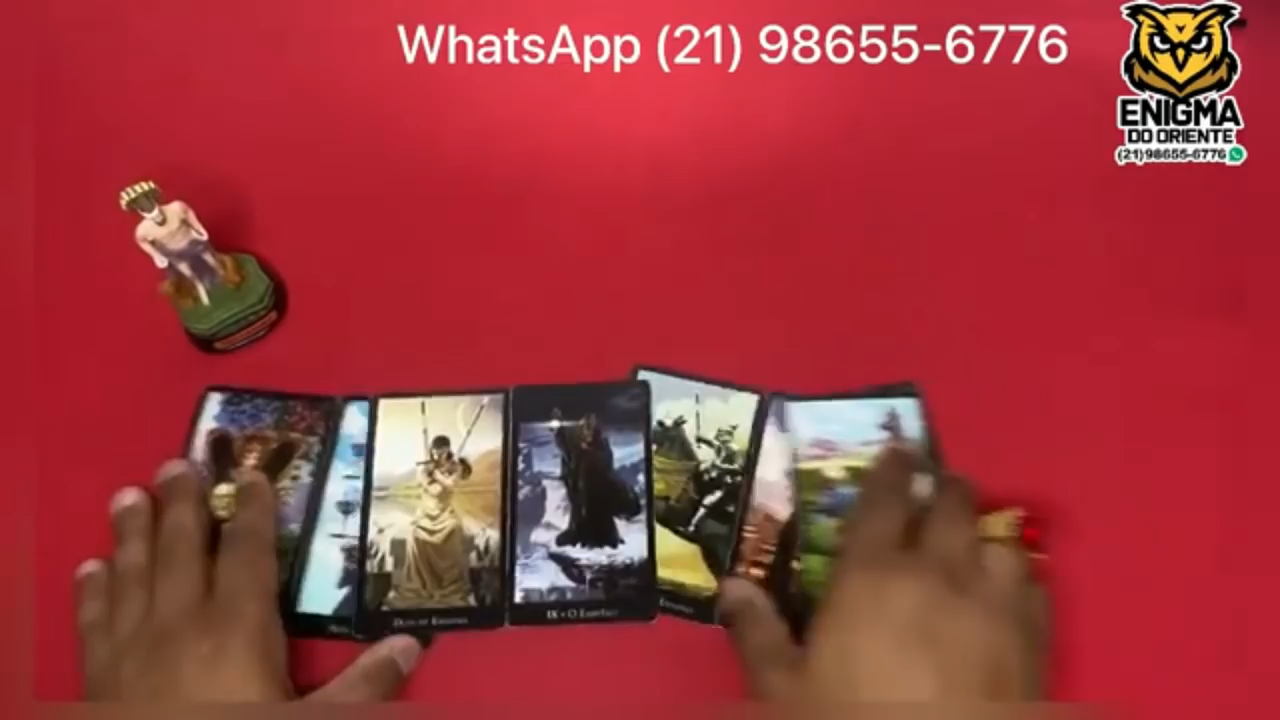 WhatsApp (21) 98655-6776
ENIGMA
DO ORIENTE
(21)98655-6776
IX • O Eremita